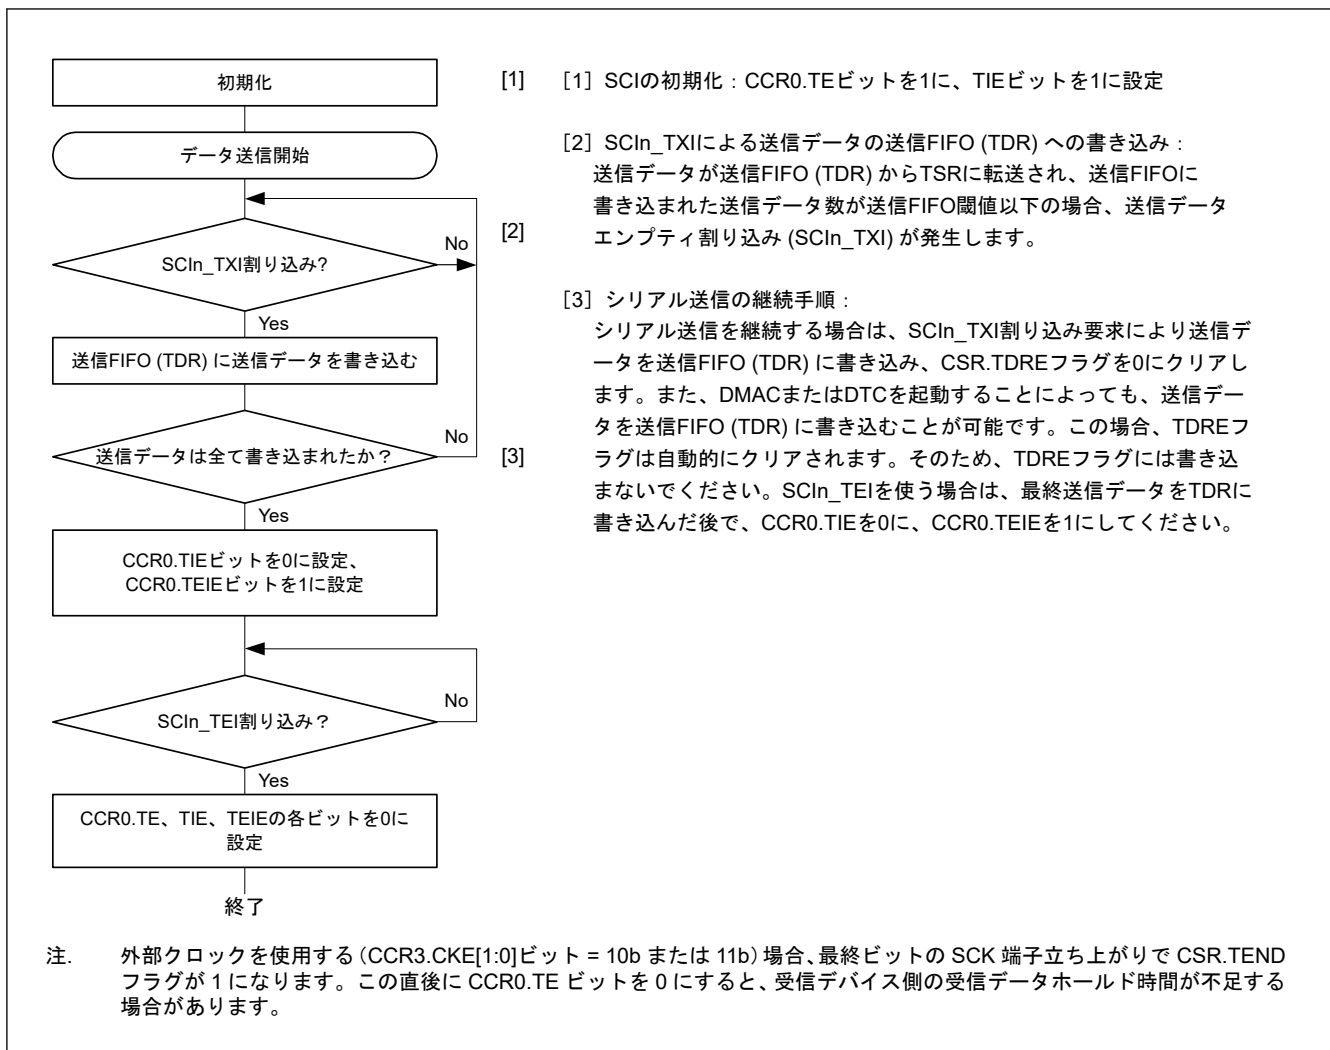 初期化
[1]
[1] SCIの初期化：CCR0.TEビットを1に、TIEビットを1に設定
データ送信開始
[2]
[2] SCIn_TXIによる送信データの送信FIFO (TDR) への書き込み：
送信データが送信FIFO (TDR) からTSRに転送され、送信FIFOに
書き込まれた送信データ数が送信FIFO閾値以下の場合、送信データ
エンプティ割り込み (SCIn_TXI) が発生します。
SCIn_TXI割り込み?
No
Yes
送信FIFO (TDR) に送信データを書き込む
送信データは全て書き込まれたか？
No
Yes
[3]
[3] シリアル送信の継続手順：
シリアル送信を継続する場合は、SCIn_TXI割り込み要求により送信デ
ータを送信FIFO (TDR) に書き込み、CSR.TDREフラグを0にクリアし
ます。また、DMACまたはDTCを起動することによっても、送信デー
タを送信FIFO (TDR) に書き込むことが可能です。この場合、TDREフ
ラグは自動的にクリアされます。そのため、TDREフラグには書き込
まないでください。SCIn_TEIを使う場合は、最終送信データをTDRに
書き込んだ後で、CCR0.TIEを0に、CCR0.TEIEを1にしてください。
CCR0.TIEビットを0に設定、
CCR0.TEIEビットを1に設定
SCIn_TEI割り込み？
No
Yes
CCR0.TE、TIE、TEIEの各ビットを0に
設定
終了
注. 外部クロックを使用する（CCR3.CKE[1:0]ビット = 10b または 11b）場合、最終ビットの SCK 端子立ち上がりで CSR.TEND
フラグが 1 になります。この直後に CCR0.TE ビットを 0 にすると、受信デバイス側の受信データホールド時間が不足する
場合があります。